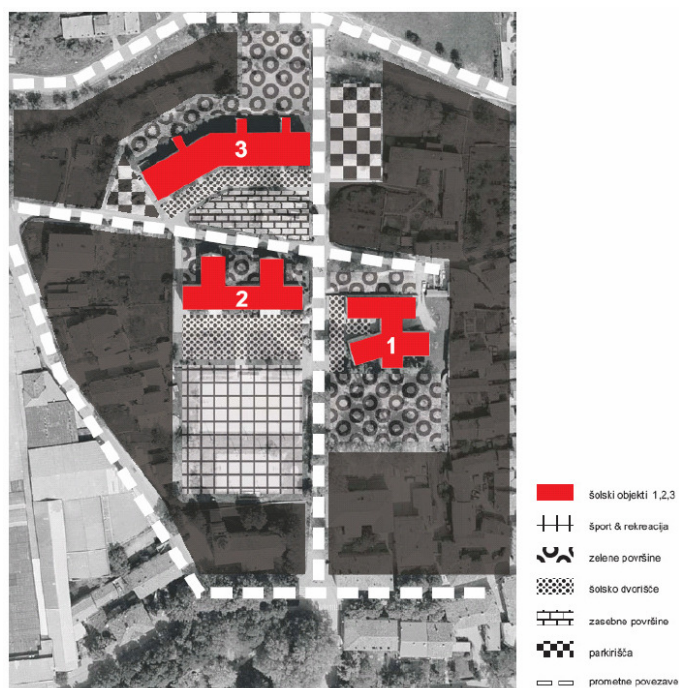 3
2
1
šolski objekti 1,2,3
šport & rekreacija
zelene površine
šolsko dvorišče
zasebne površine
parkirišča
prometne povezave